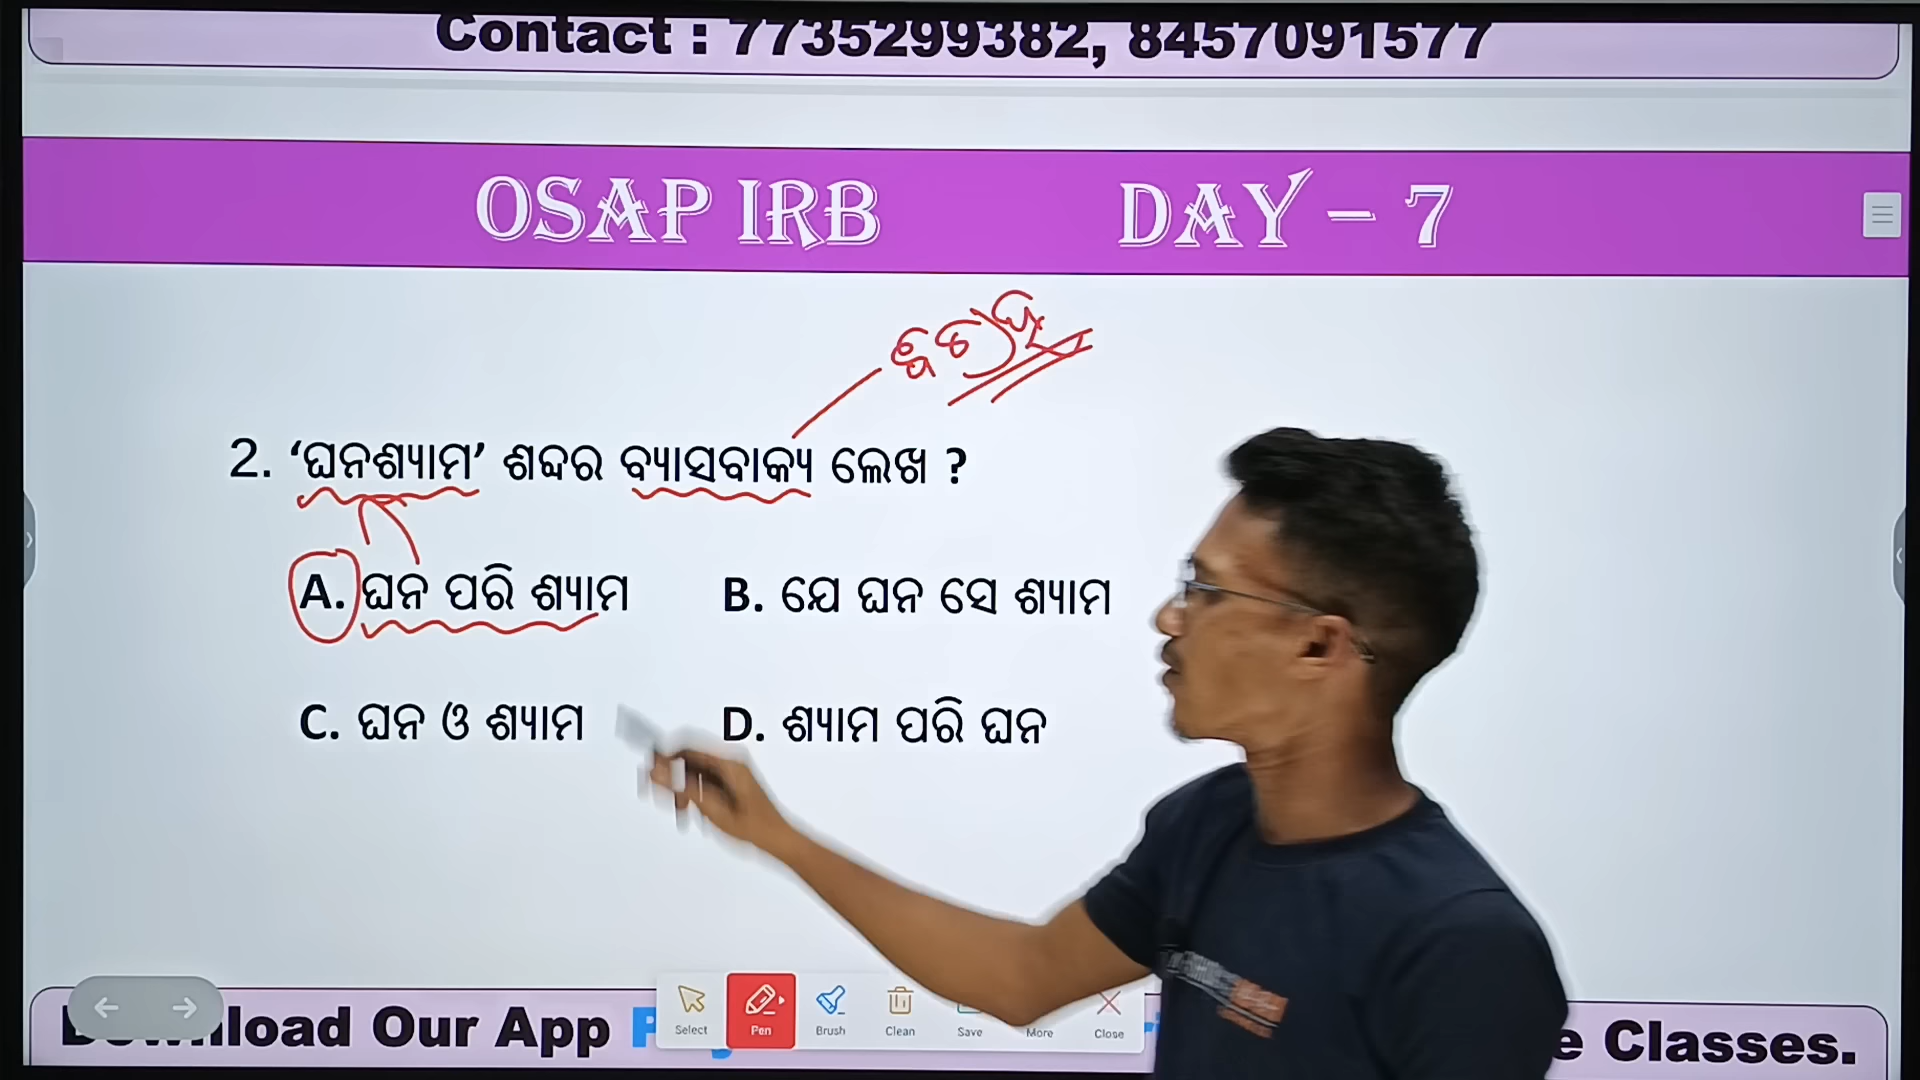 Contact : 7735299382, 8457091577
OSAP IRB DAY – 7
2. ‘ଘନଶ୍ୟାମ’ ଶବ୍ଦର ବ୍ୟାସବାକ୍ୟ ଲେଖ ?
A. ଘନ ପରି ଶ୍ୟାମ B. ଯେ ଘନ ସେ ଶ୍ୟାମ
C. ଘନ ଓ ଶ୍ୟାମ D. ଶ୍ୟାମ ପରି ଘନ
Select Pen Brush Clean Save More Close
Our App Classes.